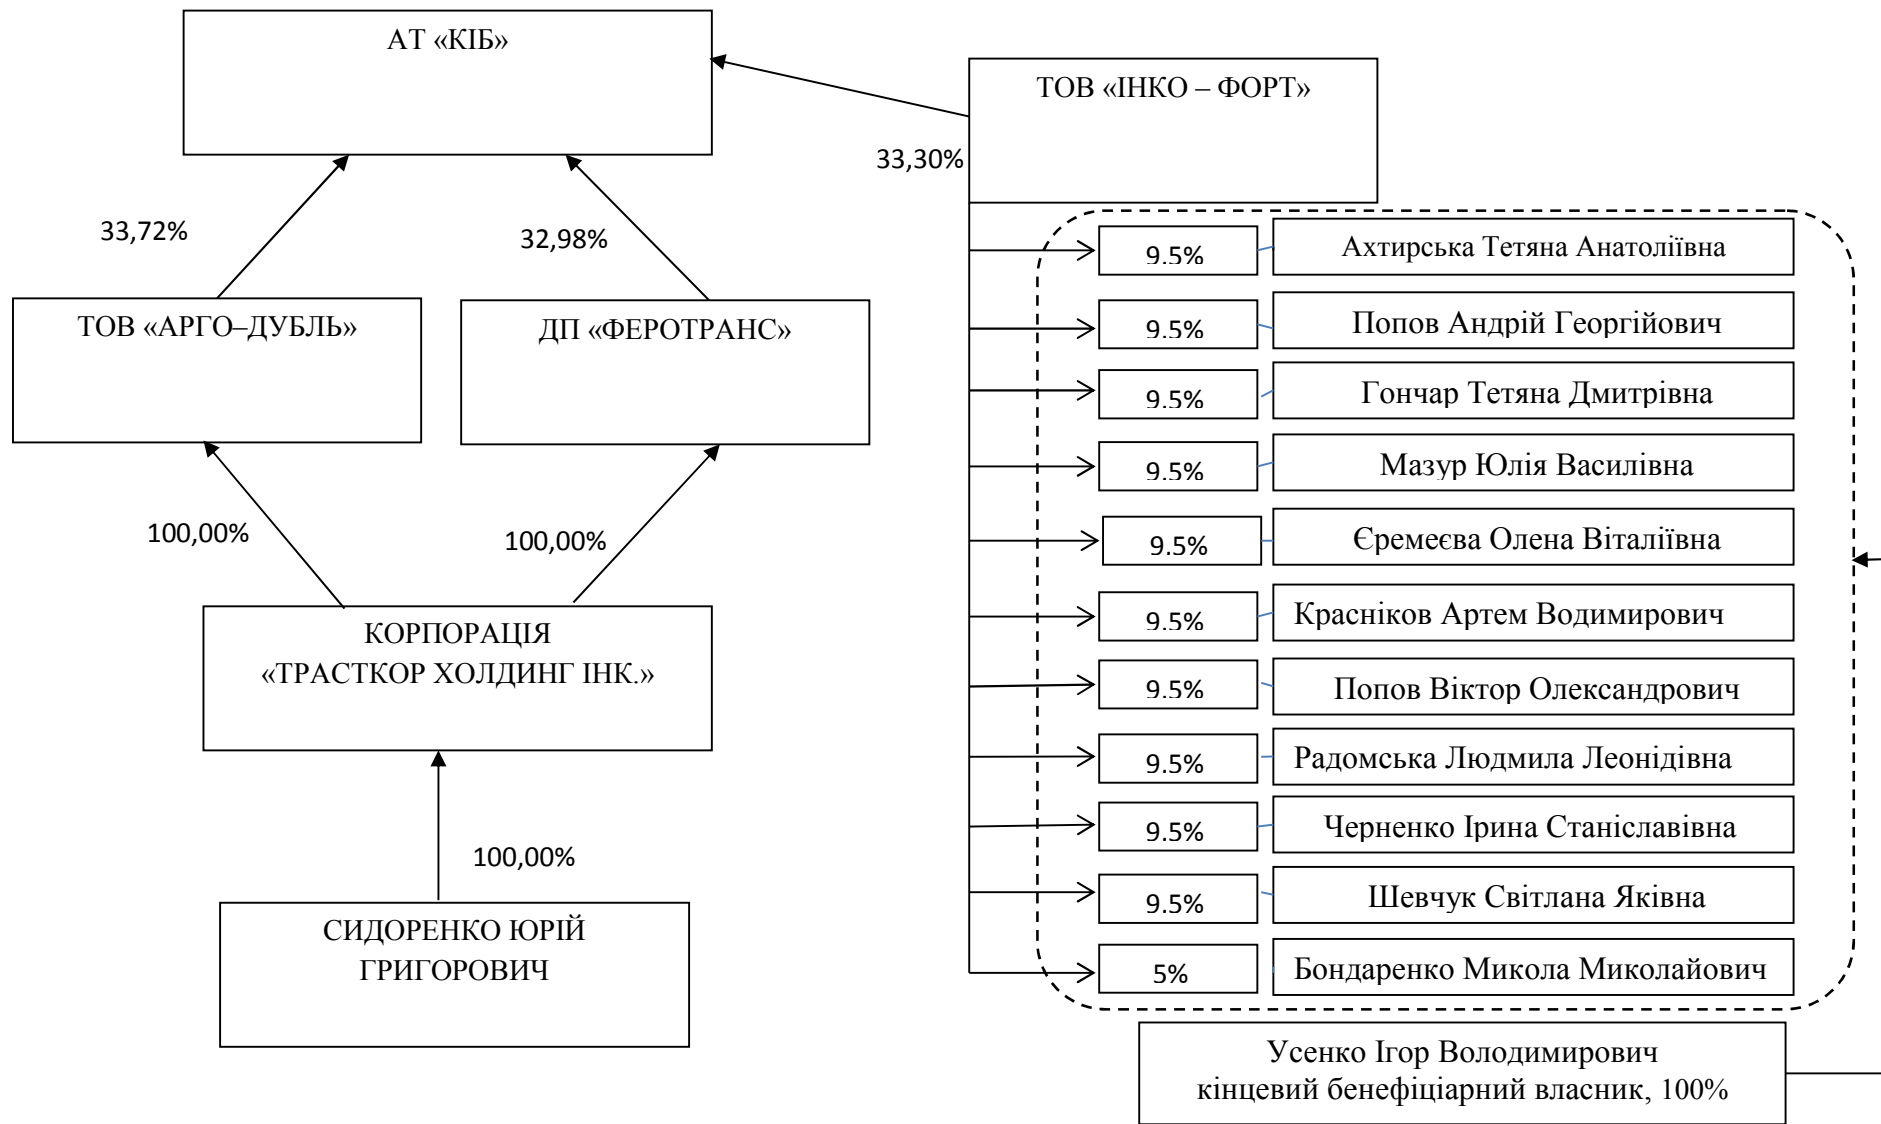 АТ «КІБ»
ТОВ «ІНКО – ФОРТ»
33,30%
33,72%
32,98%
ТОВ «АРГО–ДУБЛЬ»
ДП «ФЕРОТРАНС»
100,00%
100,00%
КОРПОРАЦІЯ
«ТРАСТКОР ХОЛДИНГ ІНК.»
100,00%
СИДОРЕНКО ЮРІЙ
ГРИГОРОВИЧ
9.5% Ахтирська Тетяна Анатоліївна
9.5% Попов Андрій Георгійович
9.5% Гончар Тетяна Дмитрівна
9.5% Мазур Юлія Василівна
9.5% Єремеєва Олена Віталіївна
9.5% Красніков Артем Водимирович
9.5% Попов Віктор Олександрович
9.5% Радомська Людмила Леонідівна
9.5% Черненко Ірина Станіславівна
9.5% Шевчук Світлана Яківна
5% Бондаренко Микола Миколайович
Усенко Ігор Володимирович
кінцевий бенефіціарний власник, 100%